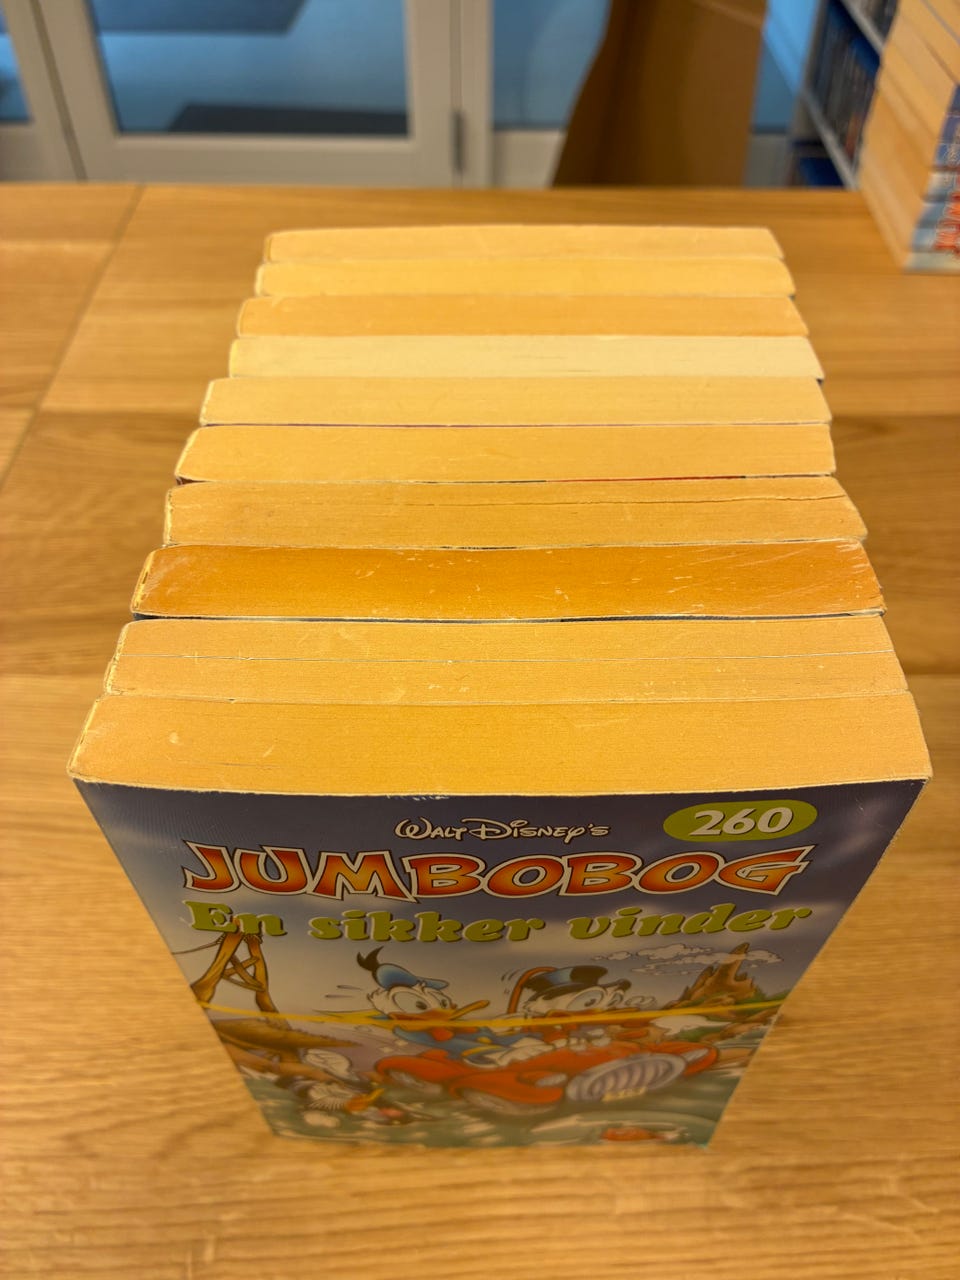 WALT DISNEY'S
260
JUMBOBOG
En sikker vinder